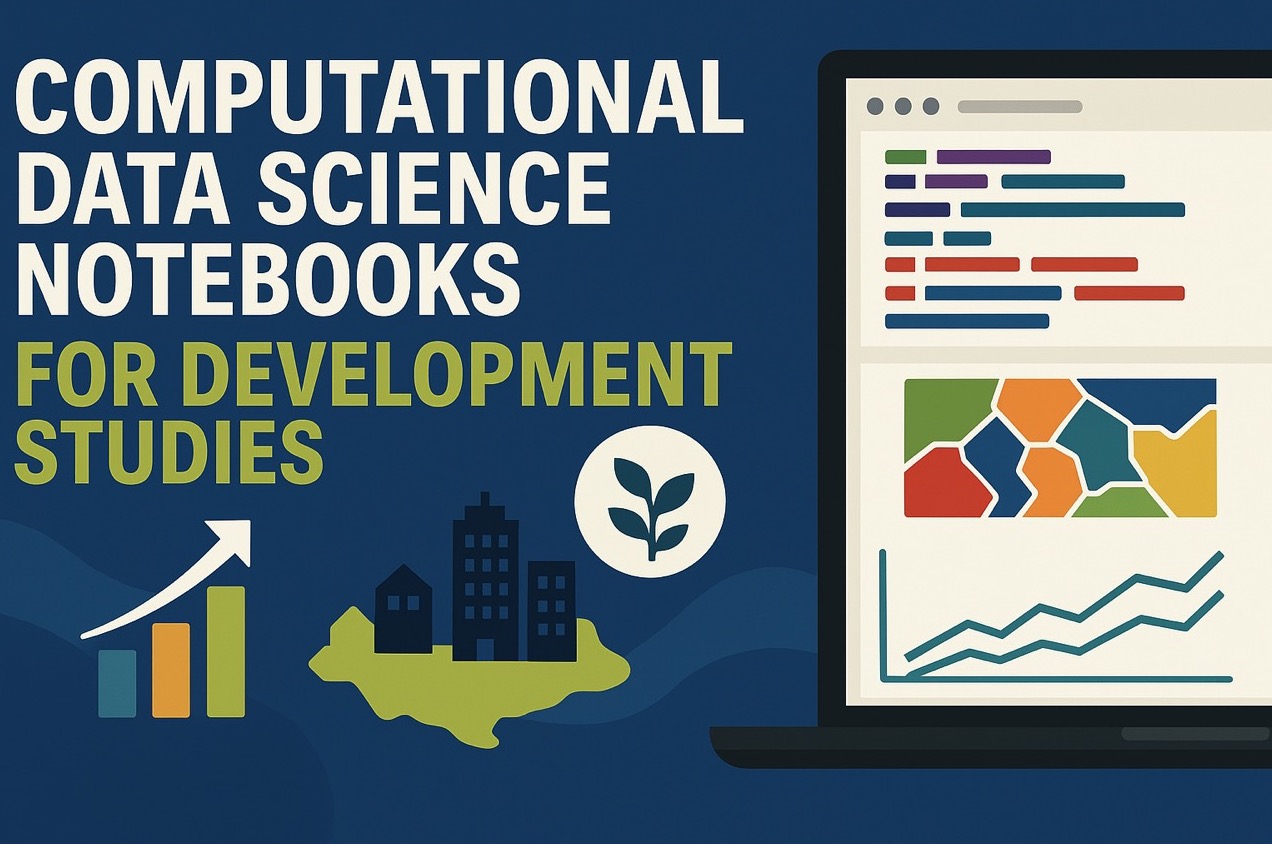 COMPUTATIONAL
DATA SCIENCE
NOTEBOOKS
FOR DEVELOPMENT
STUDIES